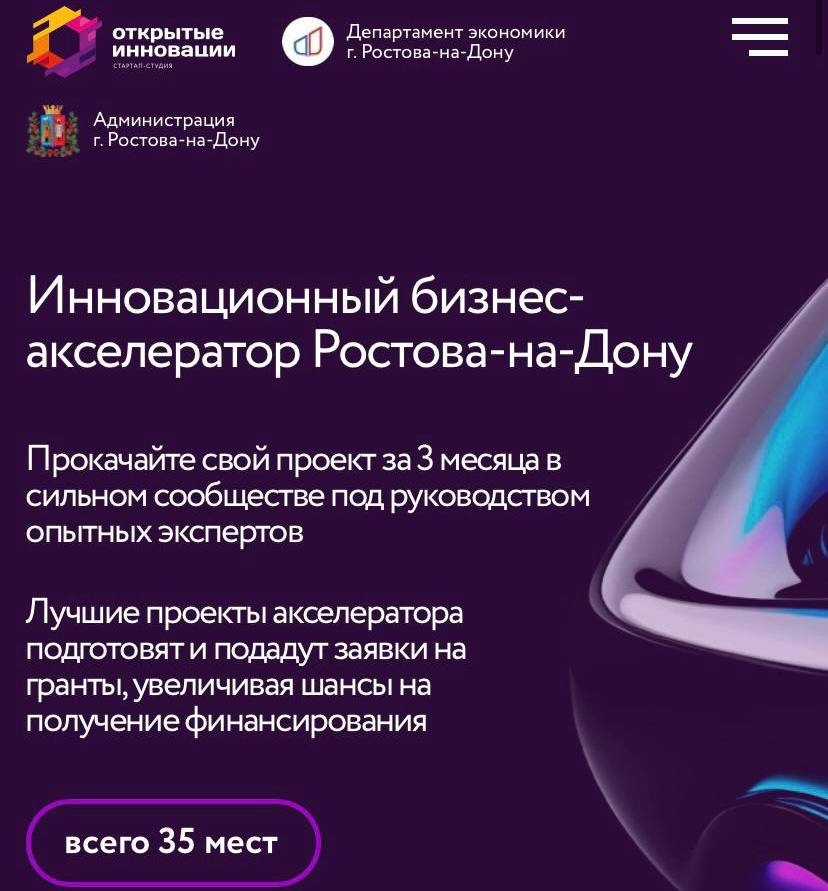 открытые
инновации
СТАРТАП-СТУДИЯ
Департамент экономики
г. Ростова-на-Дону
Администрация
г. Ростова-на-Дону
Инновационный бизнес-
акселератор Ростова-на-Дону
Прокачайте свой проект за 3 месяца в
сильном сообществе под руководством
опытных экспертов
Лучшие проекты акселератора
подготовят и подадут заявки на
гранты, увеличивая шансы на
получение финансирования
всего 35 мест